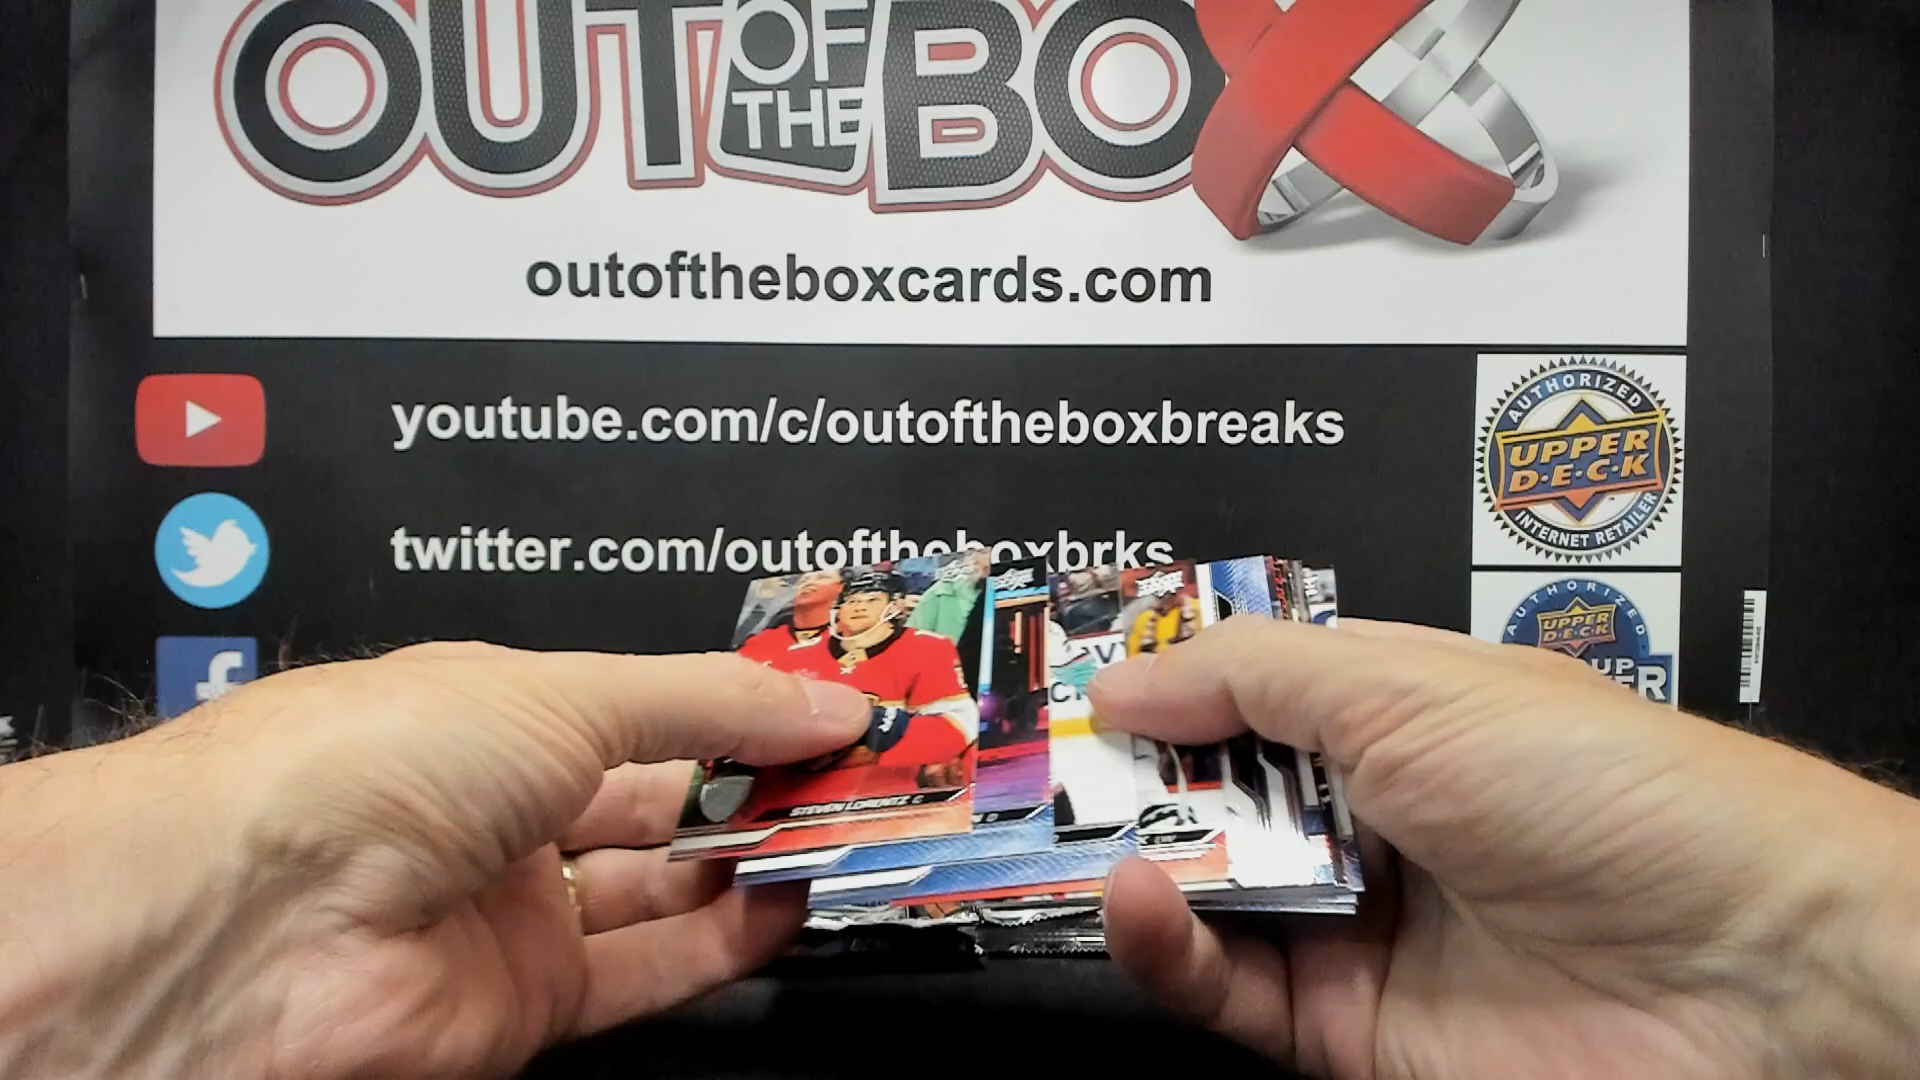 OUT OF THE BOX
outoftheboxcards.com
youtube.com/c/outoftheboxbreaks
twitter.com/outoftheboxbrks
AUTHORIZED
UPPER
D·E·C·K
INTERNET RETAILER
AUTHORIZED
UPPER
DECK
STEVEN LORENTZ C